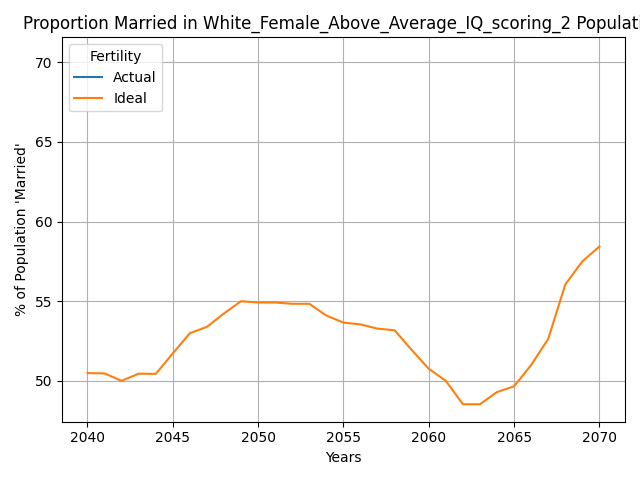 Proportion Married in White_Female_Above_Average_IQ_scoring_2 Populati
Fertility
Actual
Ideal
% of Population 'Married'
70
65
60
55
50
2040 2045 2050 2055 2060 2065 2070
Years